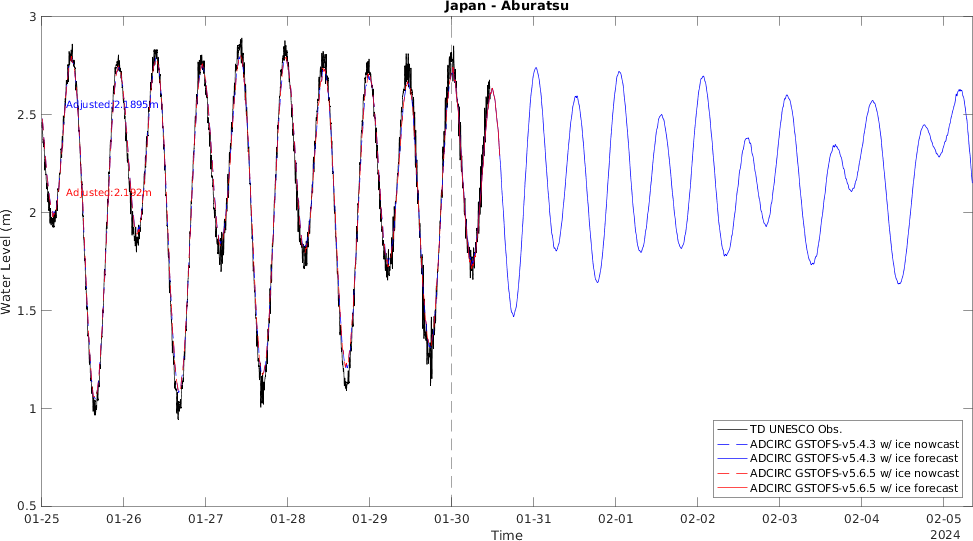 Japan - Aburatsu
3
2.5
2
1.5
1
0.5
Water Level (m)
Adjusted:2.1895m
Adjusted:2.192m
TD UNESCO Obs.
ADCIRC GSTOFS-v5.4.3 w/ ice nowcast
ADCIRC GSTOFS-v5.4.3 w/ ice forecast
ADCIRC GSTOFS-v5.6.5 w/ ice nowcast
ADCIRC GSTOFS-v5.6.5 w/ ice forecast
01-25 01-26 01-27 01-28 01-29 01-30 01-31 02-01 02-02 02-03 02-04 02-05
Time
2024